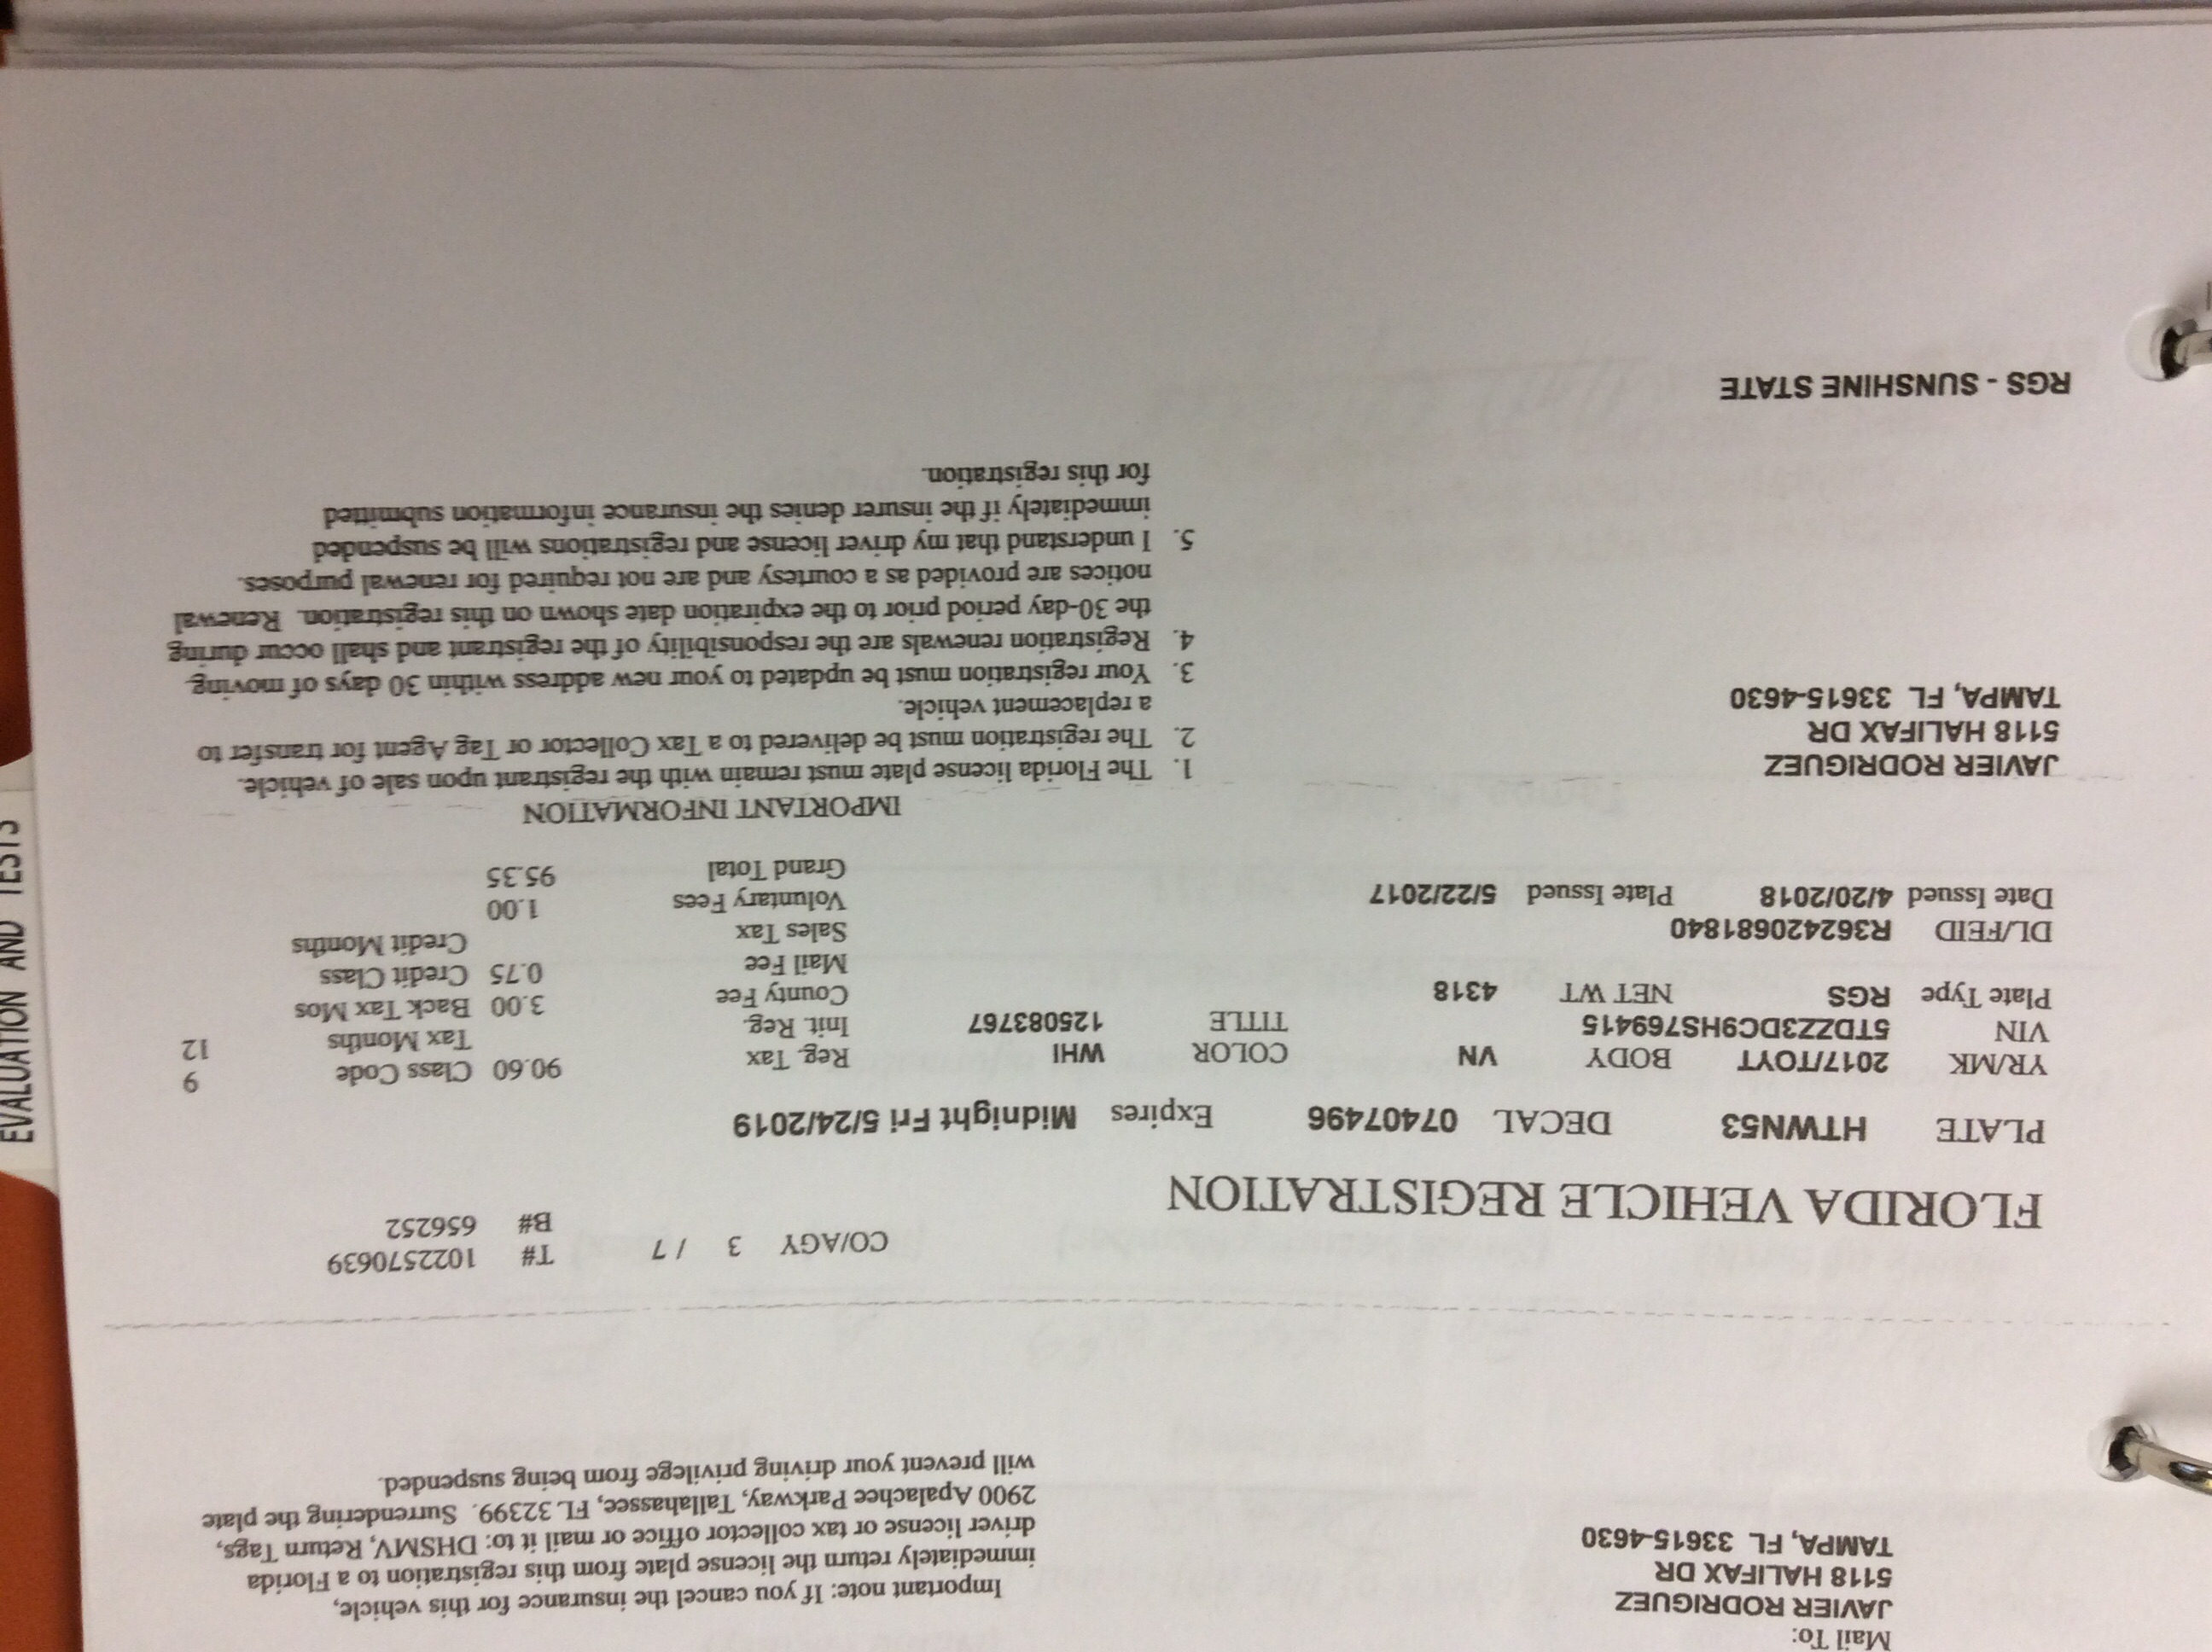 Mail To:
JAVIER RODRIGUEZ
5118 HALIFAX DR
TAMPA, FL 33615-4630
Important note: If you cancel the insurance for this vehicle,
immediately return the license plate from this registration to a Florida
driver license or tax collector office or mail it to: DHSMV, Return Tags,
2900 Apalachee Parkway, Tallahassee, FL 32399. Surrendering the plate
will prevent your driving privilege from being suspended.
CO/AGY 3 / 7 T# 1022570639
B# 656252
FLORIDA VEHICLE REGISTRATION
PLATE HTWN53 DECAL 07407496 Expires Midnight Fri 5/24/2019
YR/MK 2017/TOYT BODY VN COLOR WHI Reg. Tax 90.60 Class Code 9
VIN 5TDZZ3DC9HS769415 TITLE 125083767 Init. Reg. Tax Months 12
Plate Type RGS NET WT 4318 County Fee 3.00 Back Tax Mos
Mail Fee 0.75 Credit Class
DL/FEID R362420681840 Sales Tax Credit Months
Date Issued 4/20/2018 Plate Issued 5/22/2017 Voluntary Fees 1.00
Grand Total 95.35
JAVIER RODRIGUEZ
5118 HALIFAX DR
TAMPA, FL 33615-4630
IMPORTANT INFORMATION
1. The Florida license plate must remain with the registrant upon sale of vehicle.
2. The registration must be delivered to a Tax Collector or Tag Agent for transfer to
a replacement vehicle.
3. Your registration must be updated to your new address within 30 days of moving.
4. Registration renewals are the responsibility of the registrant and shall occur during
the 30-day period prior to the expiration date shown on this registration. Renewal
notices are provided as a courtesy and are not required for renewal purposes.
5. I understand that my driver license and registrations will be suspended
immediately if the insurer denies the insurance information submitted
for this registration.
RGS - SUNSHINE STATE
EVALUATION AND TESTS